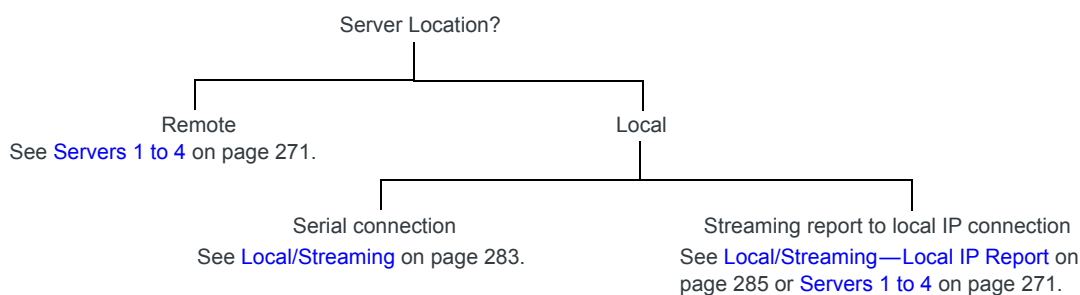 Server Location?
Remote
See Servers 1 to 4 on page 271.
Local
Serial connection
See Local/Streaming on page 283.
Streaming report to local IP connection
See Local/Streaming—Local IP Report on
page 285 or Servers 1 to 4 on page 271.